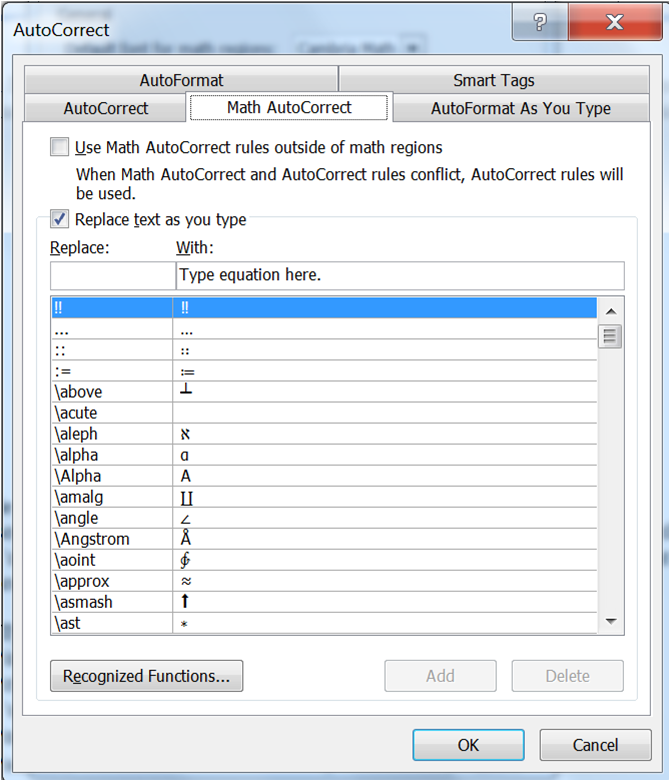 AutoCorrect
AutoFormat Smart Tags
AutoCorrect Math AutoCorrect AutoFormat As You Type
Use Math AutoCorrect rules outside of math regions
When Math AutoCorrect and AutoCorrect rules conflict, AutoCorrect rules will
be used.
Replace text as you type
Replace: With:
Type equation here.
!! ‼
... …
:: ∷
:= ≔
\above ┴
\acute
\aleph ℵ
\alpha α
\Alpha Α
\amalg ∐
\angle ∠
\Angstrom Å
\aoint ∳
\approx ≈
\asmash ⬆
\ast ∗
Recognized Functions... Add Delete
OK Cancel